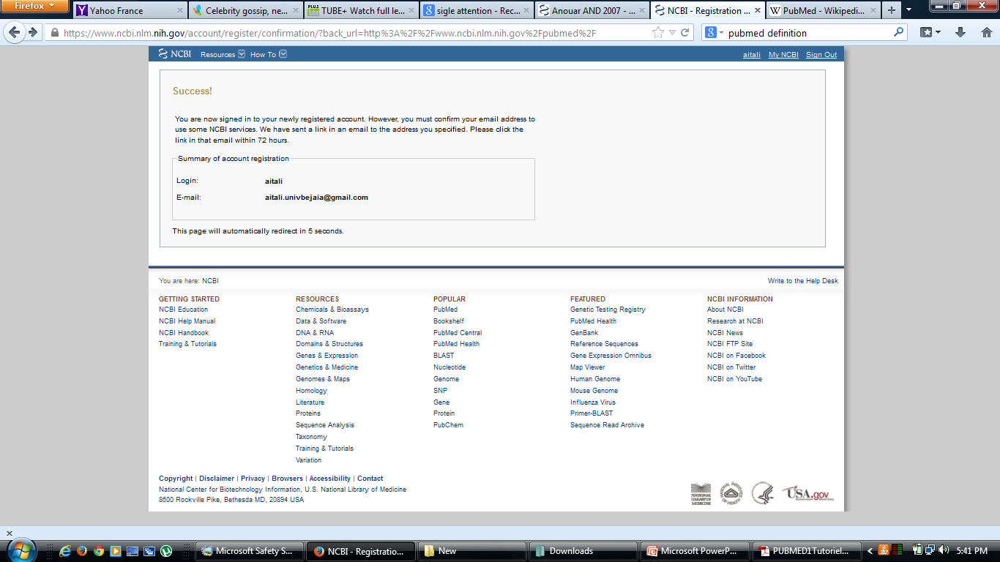 Firefox
Yahoo France
Celebrity gossip, ne...
TUBE+ Watch full le...
sigle attention - Rec...
Anouar AND 2007 - ...
NCBI - Registration ...
PubMed - Wikipedi...
https://www.ncbi.nlm.nih.gov/account/register/confirmation/?back_url=http%3A%2F%2Fwww.ncbi.nlm.nih.gov%2Fpubmed%2F
pubmed definition
NCBI Resources How To aitali My NCBI Sign Out
Success!
You are now signed in to your newly registered account. However, you must confirm your email address to
use some NCBI services. We have sent a link in an email to the address you specified. Please click the
link in that email within 72 hours.
Summary of account registration
Login: aitali
E-mail: aitali.univbejaia@gmail.com
This page will automatically redirect in 5 seconds.
You are here: NCBI
Write to the Help Desk
GETTING STARTED
NCBI Education
NCBI Help Manual
NCBI Handbook
Training & Tutorials
RESOURCES
Chemicals & Bioassays
Data & Software
DNA & RNA
Domains & Structures
Genes & Expression
Genetics & Medicine
Genomes & Maps
Homology
Literature
Proteins
Sequence Analysis
Taxonomy
Training & Tutorials
Variation
POPULAR
PubMed
Bookshelf
PubMed Central
PubMed Health
BLAST
Nucleotide
Genome
SNP
Gene
Protein
PubChem
FEATURED
Genetic Testing Registry
PubMed Health
GenBank
Reference Sequences
Gene Expression Omnibus
Map Viewer
Human Genome
Mouse Genome
Influenza Virus
Primer-BLAST
Sequence Read Archive
NCBI INFORMATION
About NCBI
Research at NCBI
NCBI News
NCBI FTP Site
NCBI on Facebook
NCBI on Twitter
NCBI on YouTube
Copyright | Disclaimer | Privacy | Browsers | Accessibility | Contact
National Center for Biotechnology Information, U.S. National Library of Medicine
8600 Rockville Pike, Bethesda MD, 20894 USA
NATIONAL
LIBRARY OF
MEDICINE
USA.gov
Microsoft Safety S...
NCBI - Registratio...
New
Downloads
Microsoft PowerP...
PUBMED1Tutoriel...
5:41 PM